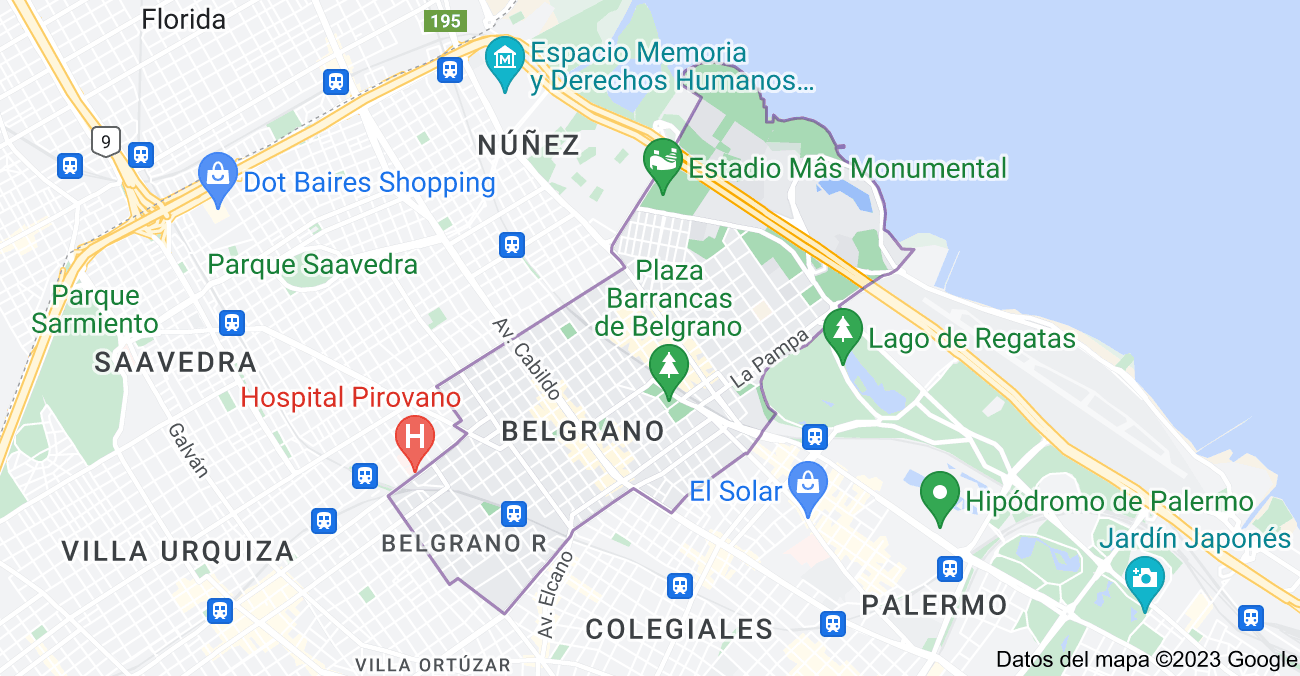 Florida
195
Espacio Memoria
y Derechos Humanos...
9
NÚÑEZ
Estadio Mâs Monumental
Dot Baires Shopping
Parque Saavedra
Plaza
Barrancas
de Belgrano
Parque
Sarmiento
Av. Cabildo
La Pampa
Lago de Regatas
SAAVEDRA
Hospital Pirovano
H
BELGRANO
Galván
El Solar
Hipódromo de Palermo
Jardín Japonés
BELGRANO R
VILLA URQUIZA
Av. Elcano
PALERMO
COLEGIALES
VILLA ORTÚZAR
Datos del mapa ©2023 Google